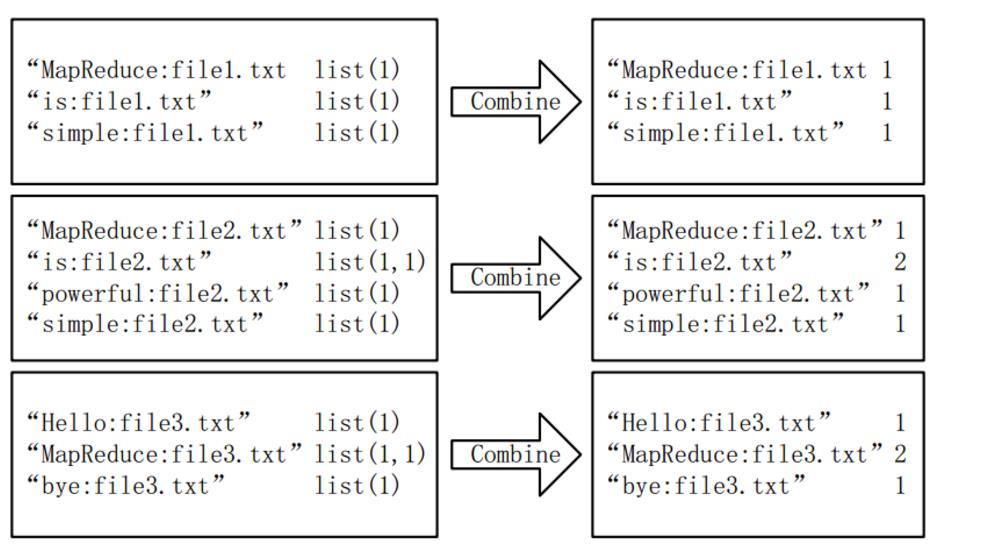 “MapReduce:file1.txt list(1)
“is:file1.txt” list(1)
“simple:file1.txt” list(1)
Combine
“MapReduce:file1.txt 1
“is:file1.txt” 1
“simple:file1.txt” 1
“MapReduce:file2.txt” list(1)
“is:file2.txt” list(1,1)
“powerful:file2.txt” list(1)
“simple:file2.txt” list(1)
Combine
“MapReduce:file2.txt” 1
“is:file2.txt” 2
“powerful:file2.txt” 1
“simple:file2.txt” 1
“Hello:file3.txt” list(1)
“MapReduce:file3.txt” list(1,1)
“bye:file3.txt” list(1)
Combine
“Hello:file3.txt” 1
“MapReduce:file3.txt” 2
“bye:file3.txt” 1